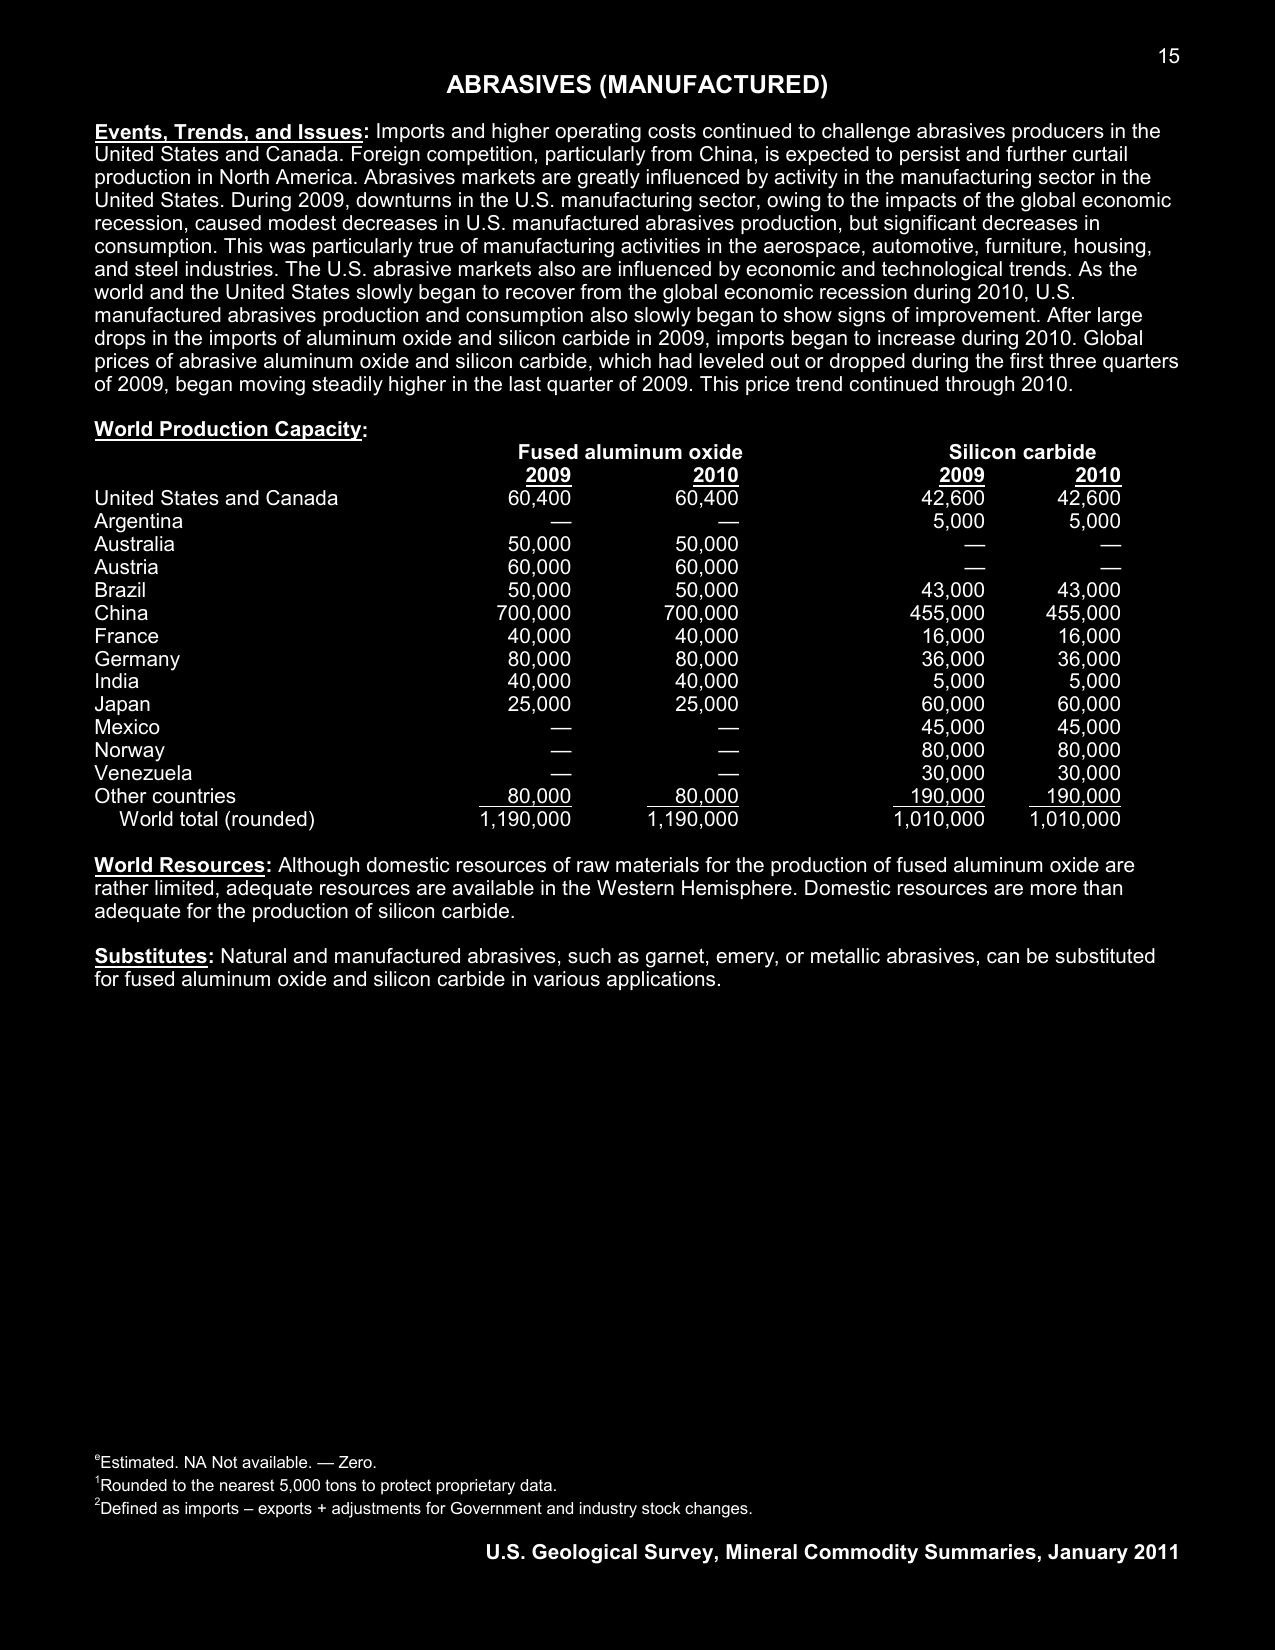 15
ABRASIVES (MANUFACTURED)
Events, Trends, and Issues: Imports and higher operating costs continued to challenge abrasives producers in the
United States and Canada. Foreign competition, particularly from China, is expected to persist and further curtail
production in North America. Abrasives markets are greatly influenced by activity in the manufacturing sector in the
United States. During 2009, downturns in the U.S. manufacturing sector, owing to the impacts of the global economic
recession, caused modest decreases in U.S. manufactured abrasives production, but significant decreases in
consumption. This was particularly true of manufacturing activities in the aerospace, automotive, furniture, housing,
and steel industries. The U.S. abrasive markets also are influenced by economic and technological trends. As the
world and the United States slowly began to recover from the global economic recession during 2010, U.S.
manufactured abrasives production and consumption also slowly began to show signs of improvement. After large
drops in the imports of aluminum oxide and silicon carbide in 2009, imports began to increase during 2010. Global
prices of abrasive aluminum oxide and silicon carbide, which had leveled out or dropped during the first three quarters
of 2009, began moving steadily higher in the last quarter of 2009. This price trend continued through 2010.
World Production Capacity:
Fused aluminum oxide Silicon carbide
2009 2010 2009 2010
United States and Canada 60,400 60,400 42,600 42,600
Argentina — — 5,000 5,000
Australia 50,000 50,000 — —
Austria 60,000 60,000 — —
Brazil 50,000 50,000 43,000 43,000
China 700,000 700,000 455,000 455,000
France 40,000 40,000 16,000 16,000
Germany 80,000 80,000 36,000 36,000
India 40,000 40,000 5,000 5,000
Japan 25,000 25,000 60,000 60,000
Mexico — — 45,000 45,000
Norway — — 80,000 80,000
Venezuela — — 30,000 30,000
Other countries 80,000 80,000 190,000 190,000
World total (rounded) 1,190,000 1,190,000 1,010,000 1,010,000
World Resources: Although domestic resources of raw materials for the production of fused aluminum oxide are
rather limited, adequate resources are available in the Western Hemisphere. Domestic resources are more than
adequate for the production of silicon carbide.
Substitutes: Natural and manufactured abrasives, such as garnet, emery, or metallic abrasives, can be substituted
for fused aluminum oxide and silicon carbide in various applications.
eEstimated. NA Not available. — Zero.
1Rounded to the nearest 5,000 tons to protect proprietary data.
2Defined as imports – exports + adjustments for Government and industry stock changes.
U.S. Geological Survey, Mineral Commodity Summaries, January 2011